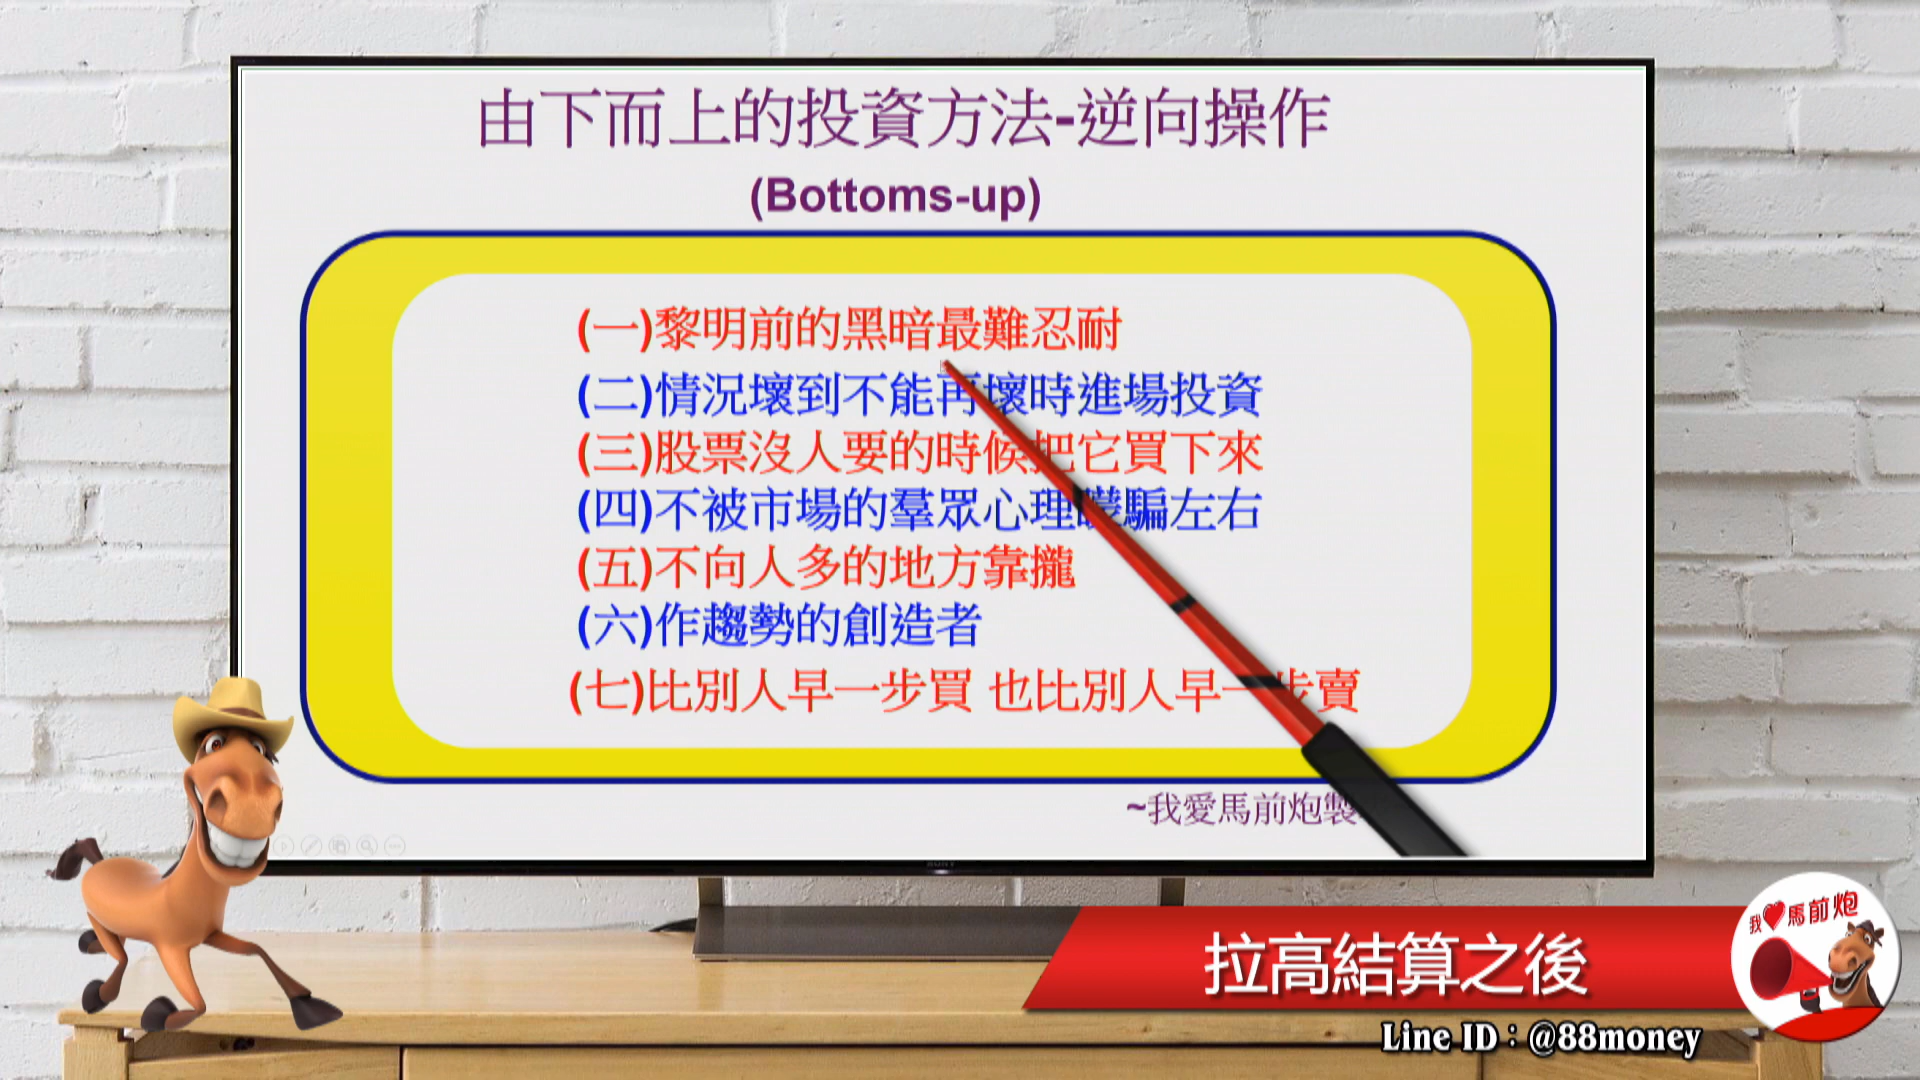 由下而上的投資方法-逆向操作
(Bottoms-up)
(一)黎明前的黑暗最難忍耐
(二)情況壞到不能再壞時進場投資
(三)股票沒人要的時候把它買下來
(四)不被市場的羣眾心理矇騙左右
(五)不向人多的地方靠攏
(六)作趨勢的創造者
(七)比別人早一步買 也比別人早一步賣
~我愛馬前炮製
SONY
拉高結算之後
我 馬前炮
Line ID：@88money